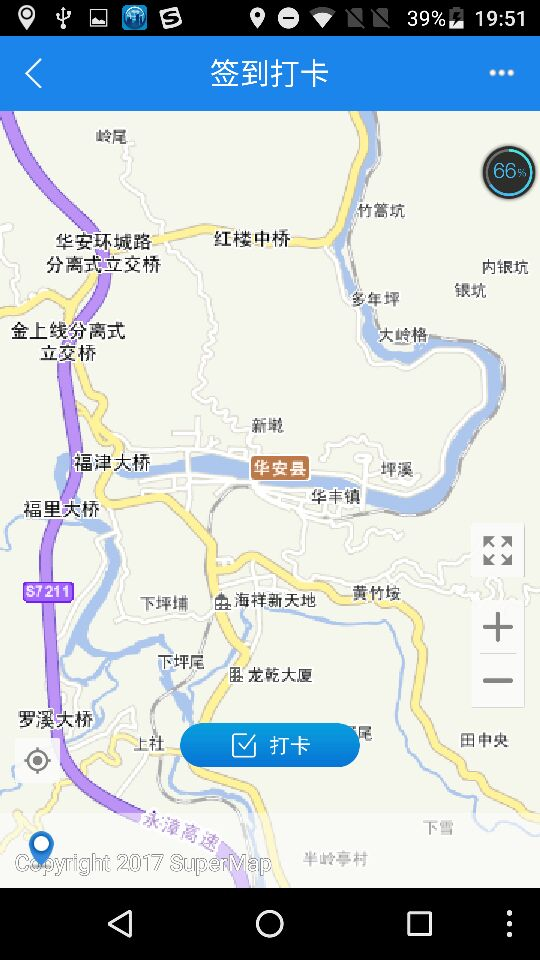 39% 19:51
签到打卡
岭尾
66%
竹篙坑
华安环城路
分离式立交桥
红楼中桥
内银坑
银坑
多年坪
金上线分离式
立交桥
大岭格
新墘
福津大桥
华安县
坪溪
华丰镇
福里大桥
S7211
下坪埔
海祥新天地
黄竹垵
下坪尾
龙乾大厦
罗溪大桥
尾
上社
打卡
田中央
永漳高速
下雪
半岭亭村
Copyright 2017 SuperMap